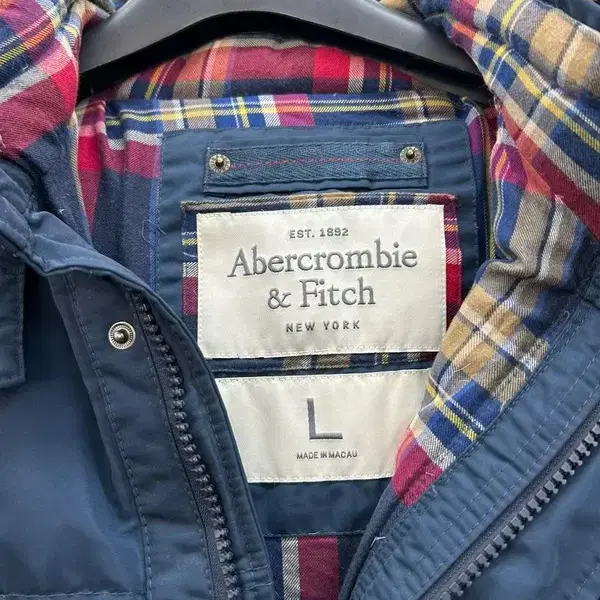 EST. 1892
Abercrombie
& Fitch
NEW YORK
L
MADE IN MACAU